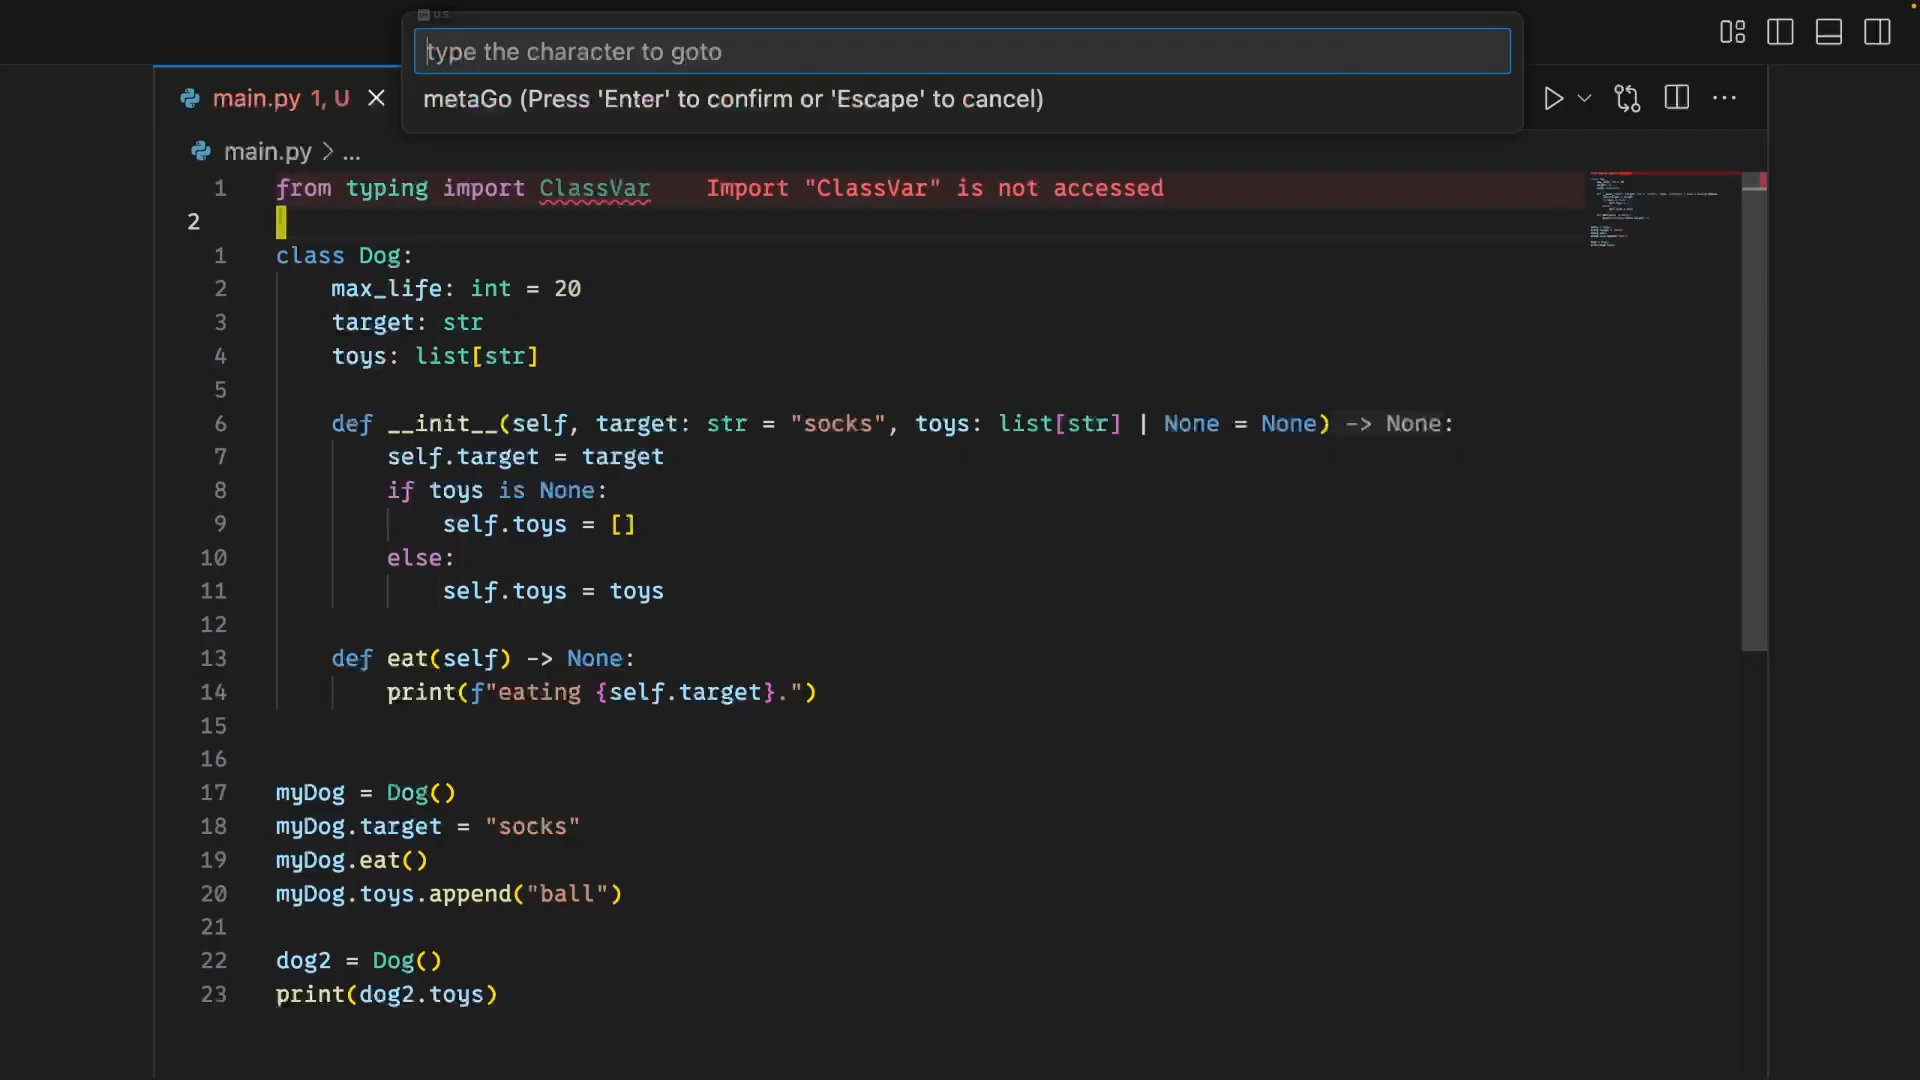 U.S.
type the character to goto
metaGo (Press 'Enter' to confirm or 'Escape' to cancel)
main.py 1, U
main.py > ...
1 from typing import ClassVar Import "ClassVar" is not accessed
2
1 class Dog:
2 max_life: int = 20
3 target: str
4 toys: list[str]
5
6 def __init__(self, target: str = "socks", toys: list[str] | None = None) -> None:
7 self.target = target
8 if toys is None:
9 self.toys = []
10 else:
11 self.toys = toys
12
13 def eat(self) -> None:
14 print(f"eating {self.target}.")
15
16
17 myDog = Dog()
18 myDog.target = "socks"
19 myDog.eat()
20 myDog.toys.append("ball")
21
22 dog2 = Dog()
23 print(dog2.toys)